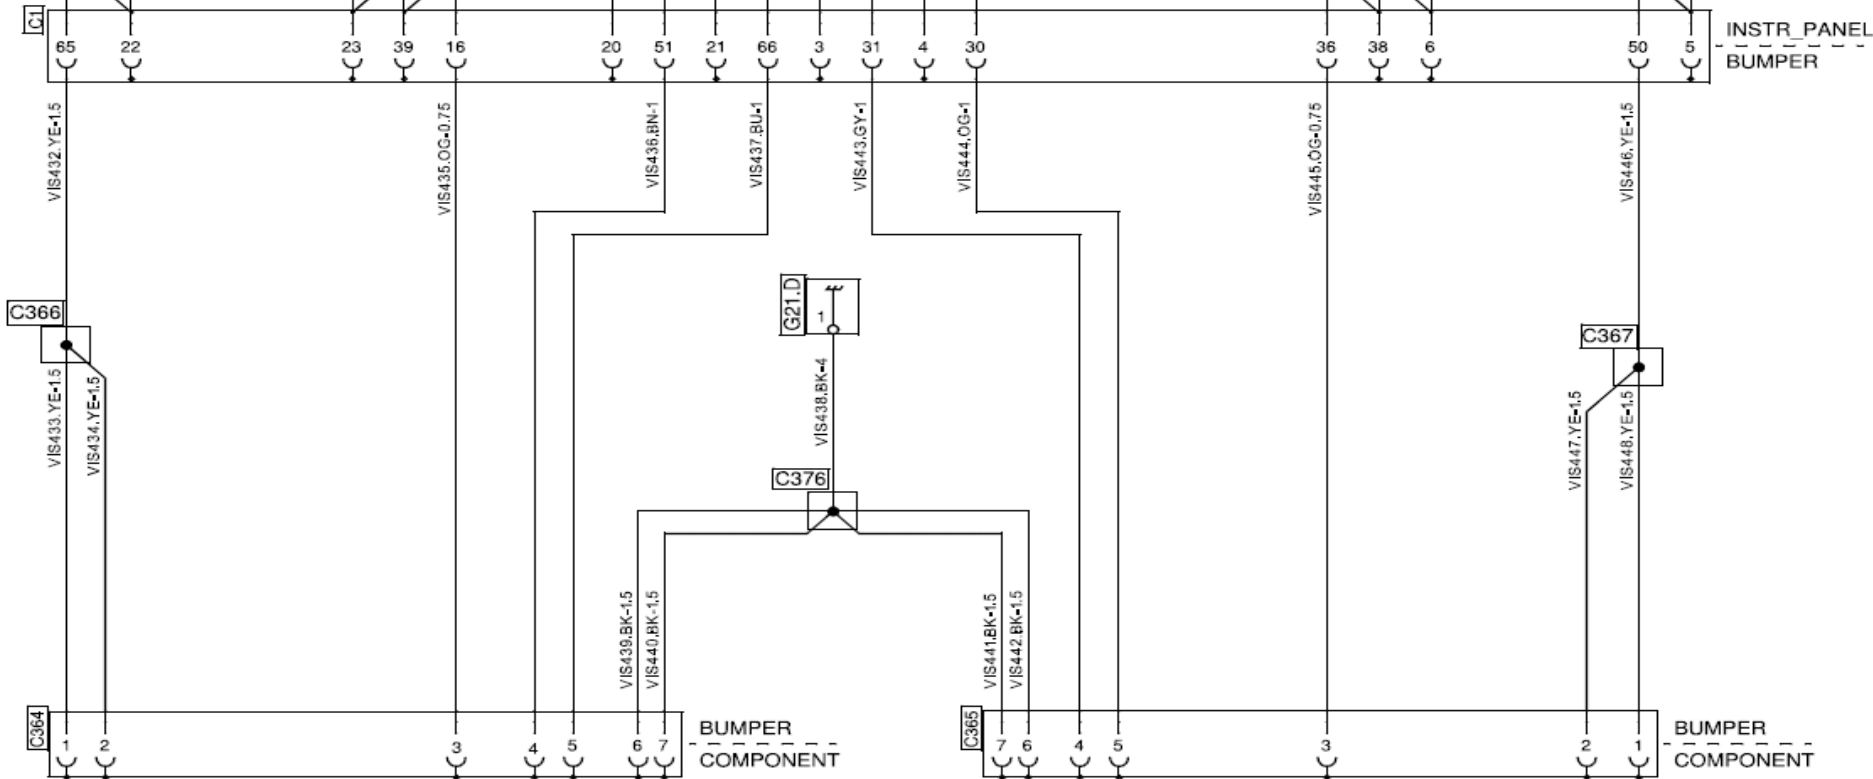 C1
65 22 23 39 16 20 51 21 66 3 31 4 30 36 38 6 50 5
INSTR_PANEL
BUMPER
VIS432.YE-1.5
VIS435.OG-0.75
VIS436.BN-1
VIS437.BU-1
VIS443.GY-1
VIS444.OG-1
VIS445.OG-0.75
VIS446.YE-1.5
G21.D
1
C366
C367
VIS433.YE-1.5
VIS434.YE-1.5
VIS438.BK-4
VIS447.YE-1.5
VIS448.YE-1.5
C376
VIS439.BK-1.5
VIS440.BK-1.5
VIS441.BK-1.5
VIS442.BK-1.5
C364
1 2 3 4 5 6 7
BUMPER
COMPONENT
C365
7 6 4 5 3 2 1
BUMPER
COMPONENT